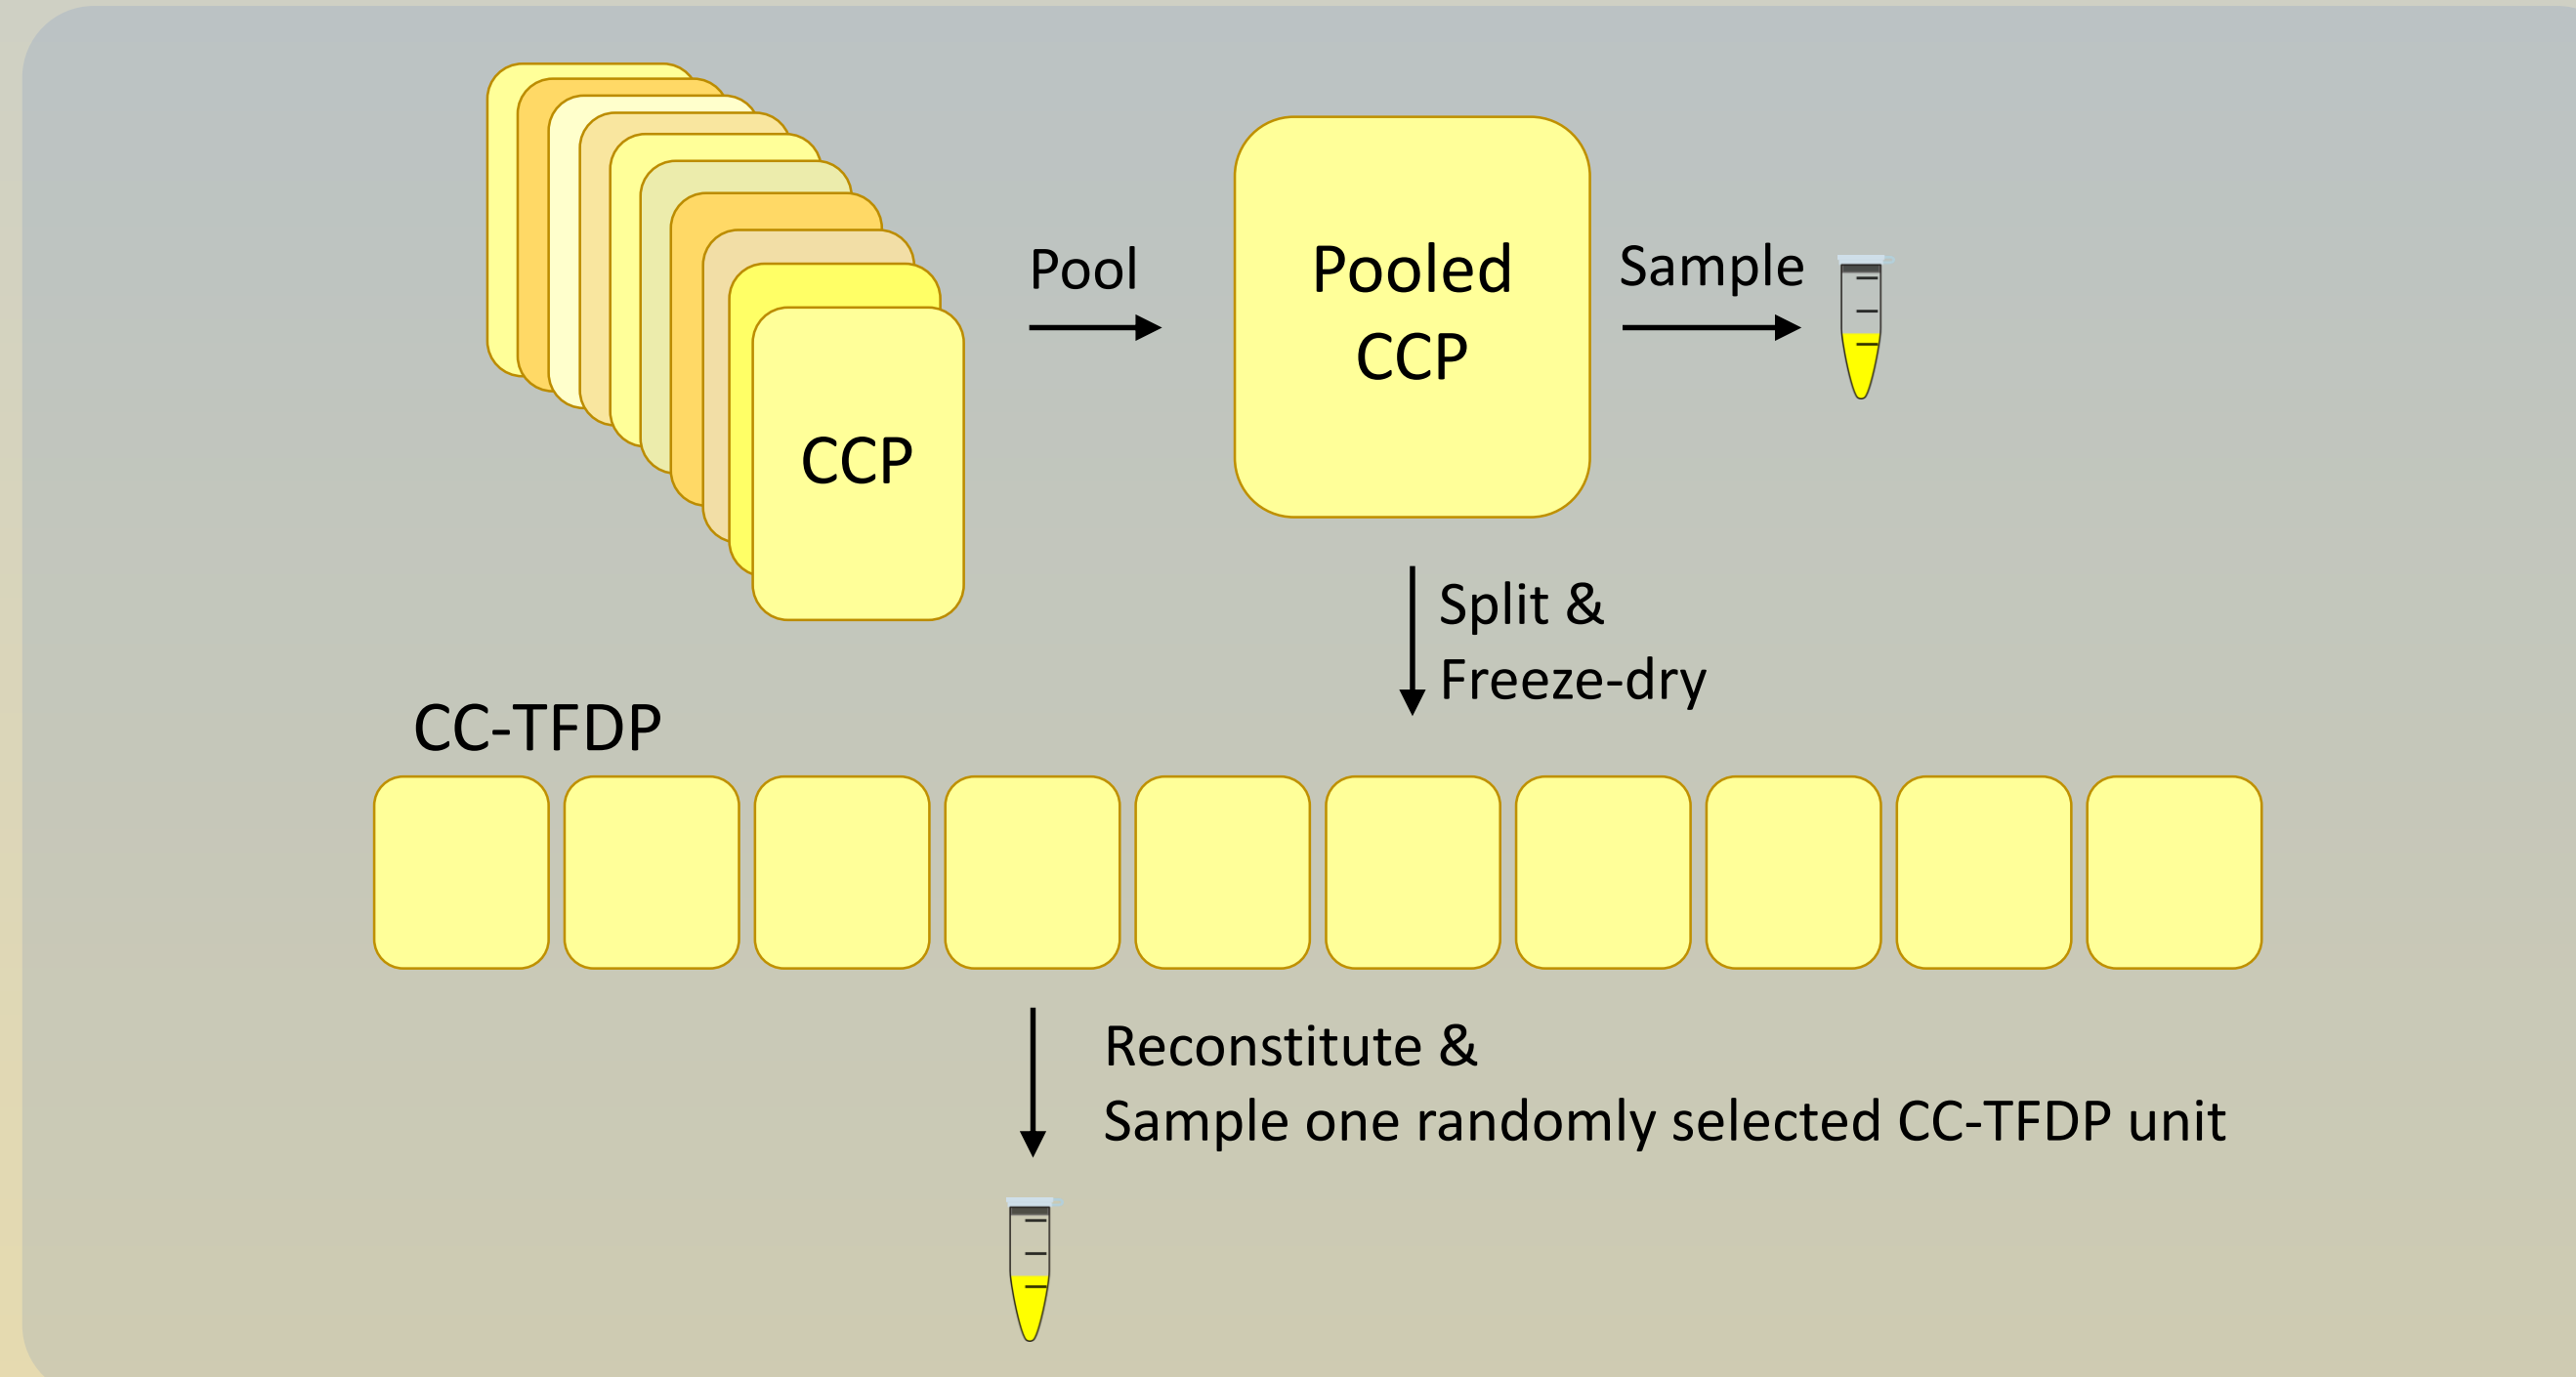 CCP
Pool
Pooled
CCP
Sample
Split &
Freeze-dry
CC-TFDP
Reconstitute &
Sample one randomly selected CC-TFDP unit